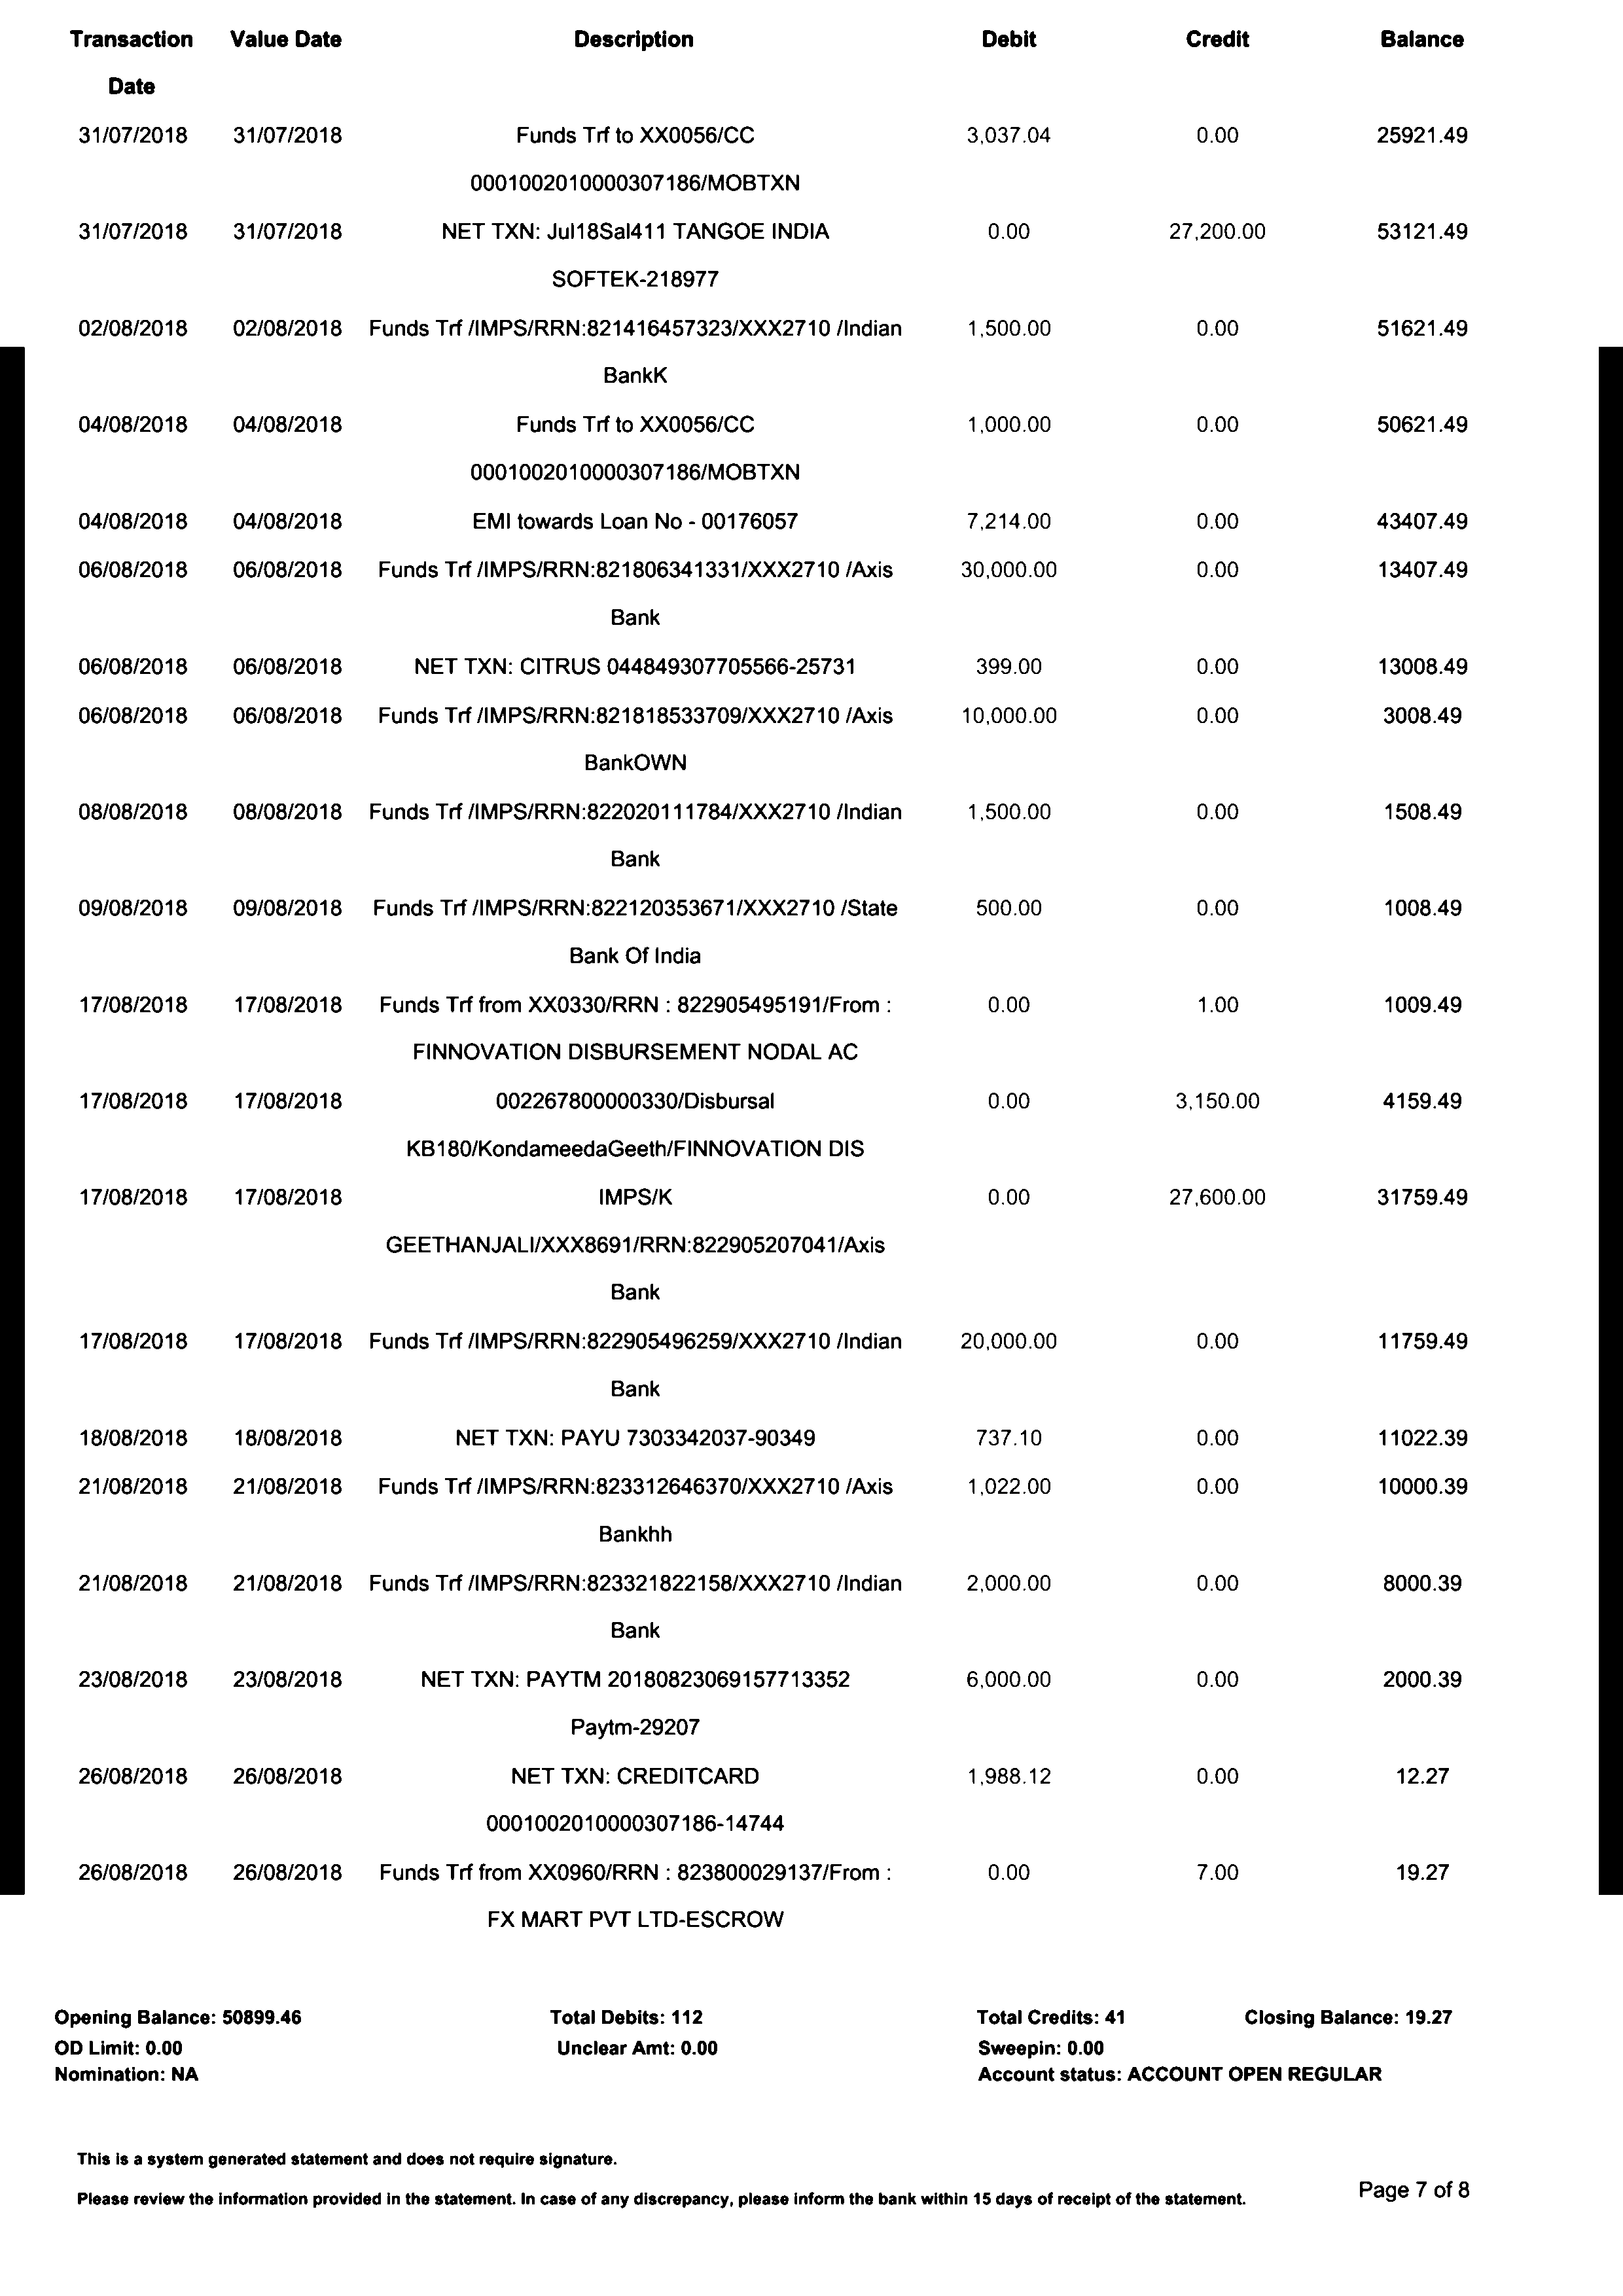 Transaction Value Date Description Debit Credit Balance
Date
31/07/2018 31/07/2018 Funds Trf to XX0056/CC 3,037.04 0.00 25921.49
0001002010000307186/MOBTXN
31/07/2018 31/07/2018 NET TXN: Jul18Sal411 TANGOE INDIA 0.00 27,200.00 53121.49
SOFTEK-218977
02/08/2018 02/08/2018 Funds Trf /IMPS/RRN:821416457323/XXX2710 /Indian 1,500.00 0.00 51621.49
BankK
04/08/2018 04/08/2018 Funds Trf to XX0056/CC 1,000.00 0.00 50621.49
0001002010000307186/MOBTXN
04/08/2018 04/08/2018 EMI towards Loan No - 00176057 7,214.00 0.00 43407.49
06/08/2018 06/08/2018 Funds Trf /IMPS/RRN:821806341331/XXX2710 /Axis 30,000.00 0.00 13407.49
Bank
06/08/2018 06/08/2018 NET TXN: CITRUS 044849307705566-25731 399.00 0.00 13008.49
06/08/2018 06/08/2018 Funds Trf /IMPS/RRN:821818533709/XXX2710 /Axis 10,000.00 0.00 3008.49
BankOWN
08/08/2018 08/08/2018 Funds Trf /IMPS/RRN:822020111784/XXX2710 /Indian 1,500.00 0.00 1508.49
Bank
09/08/2018 09/08/2018 Funds Trf /IMPS/RRN:822120353671/XXX2710 /State 500.00 0.00 1008.49
Bank Of India
17/08/2018 17/08/2018 Funds Trf from XX0330/RRN : 822905495191/From : 0.00 1.00 1009.49
FINNOVATION DISBURSEMENT NODAL AC
17/08/2018 17/08/2018 002267800000330/Disbursal 0.00 3,150.00 4159.49
KB180/KondameedaGeeth/FINNOVATION DIS
17/08/2018 17/08/2018 IMPS/K 0.00 27,600.00 31759.49
GEETHANJALI/XXX8691/RRN:822905207041/Axis
Bank
17/08/2018 17/08/2018 Funds Trf /IMPS/RRN:822905496259/XXX2710 /Indian 20,000.00 0.00 11759.49
Bank
18/08/2018 18/08/2018 NET TXN: PAYU 7303342037-90349 737.10 0.00 11022.39
21/08/2018 21/08/2018 Funds Trf /IMPS/RRN:823312646370/XXX2710 /Axis 1,022.00 0.00 10000.39
Bankhh
21/08/2018 21/08/2018 Funds Trf /IMPS/RRN:823321822158/XXX2710 /Indian 2,000.00 0.00 8000.39
Bank
23/08/2018 23/08/2018 NET TXN: PAYTM 20180823069157713352 6,000.00 0.00 2000.39
Paytm-29207
26/08/2018 26/08/2018 NET TXN: CREDITCARD 1,988.12 0.00 12.27
0001002010000307186-14744
26/08/2018 26/08/2018 Funds Trf from XX0960/RRN : 823800029137/From : 0.00 7.00 19.27
FX MART PVT LTD-ESCROW
Opening Balance: 50899.46 Total Debits: 112 Total Credits: 41 Closing Balance: 19.27
OD Limit: 0.00 Unclear Amt: 0.00 Sweepin: 0.00
Nomination: NA Account status: ACCOUNT OPEN REGULAR
This is a system generated statement and does not require signature.
Please review the information provided in the statement. In case of any discrepancy, please inform the bank within 15 days of receipt of the statement. Page 7 of 8